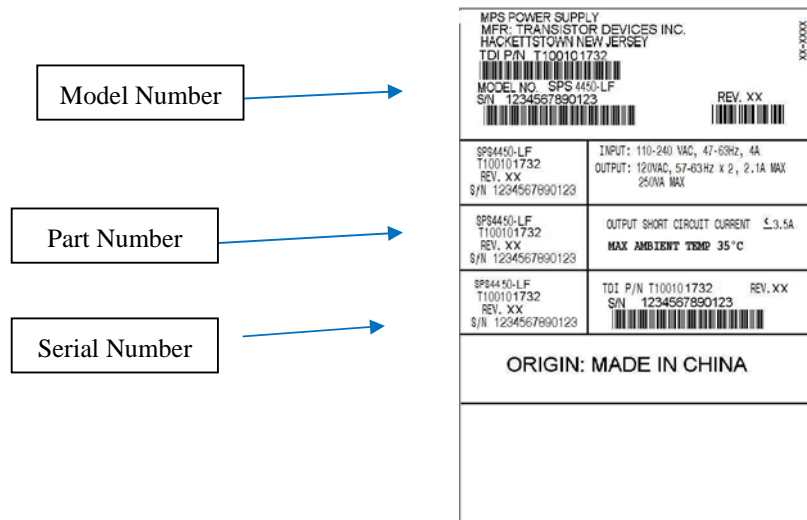 Model Number
Part Number
Serial Number
MPS POWER SUPPLY
MFR: TRANSISTOR DEVICES INC.
HACKETTSTOWN NEW JERSEY
TDI P/N T100101732
MODEL NO. SPS 4450-LF
S/N 1234567890123
REV. XX
XX-XXXX
SPS4450-LF
T100101732
REV. XX
S/N 1234567890123
INPUT: 110-240 VAC, 47-63Hz, 4A
OUTPUT: 120VAC, 57-63Hz x 2, 2.1A MAX
250VA MAX
SPS4450-LF
T100101732
REV. XX
S/N 1234567890123
OUTPUT SHORT CIRCUIT CURRENT ≤3.5A
MAX AMBIENT TEMP 35°C
SPS4450-LF
T100101732
REV. XX
S/N 1234567890123
TDI P/N T100101732 REV.XX
S/N 1234567890123
ORIGIN: MADE IN CHINA